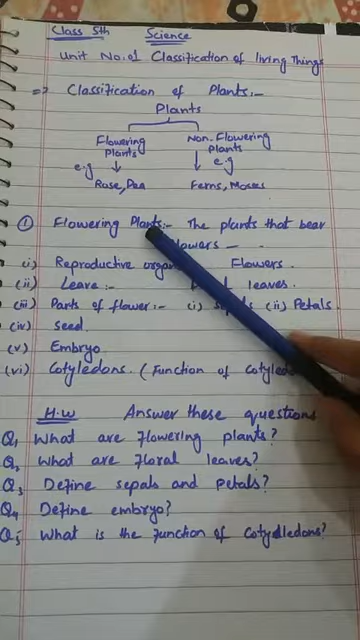 Class 5th Science
Unit No.01 Classification of living Things
=> Classification of Plants:-
Plants
Flowering Plants Non. Flowering Plants
e.g e.g
Rose, Pea Ferns, Mosses
① Flowering Plants:- The plants that bear
flowers -
(i) Reproductive organ Flowers.
(ii) Leave:- leaves.
(iii) Parts of flower:- (i) Sepals (ii) Petals.
(iv) seed.
(v) Embryo
(vi) Cotyledons. (Function of
H.W Answer these questions
Q1 What are flowering plants?
Q2 What are floral leaves?
Q3 Define sepals and petals?
Q4 Define embryo?
Q5 What is the function of Cotydledons?